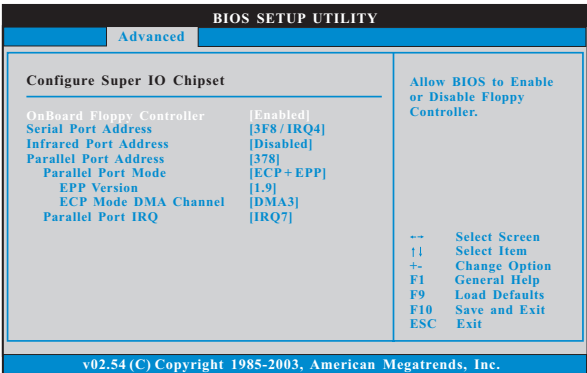 BIOS SETUP UTILITY
Advanced
Configure Super IO Chipset
OnBoard Floppy Controller [Enabled]
Serial Port Address [3F8 / IRQ4]
Infrared Port Address [Disabled]
Parallel Port Address [378]
Parallel Port Mode [ECP + EPP]
EPP Version [1.9]
ECP Mode DMA Channel [DMA3]
Parallel Port IRQ [IRQ7]
Allow BIOS to Enable
or Disable Floppy
Controller.
←→ Select Screen
↑↓ Select Item
+- Change Option
F1 General Help
F9 Load Defaults
F10 Save and Exit
ESC Exit
v02.54 (C) Copyright 1985-2003, American Megatrends, Inc.